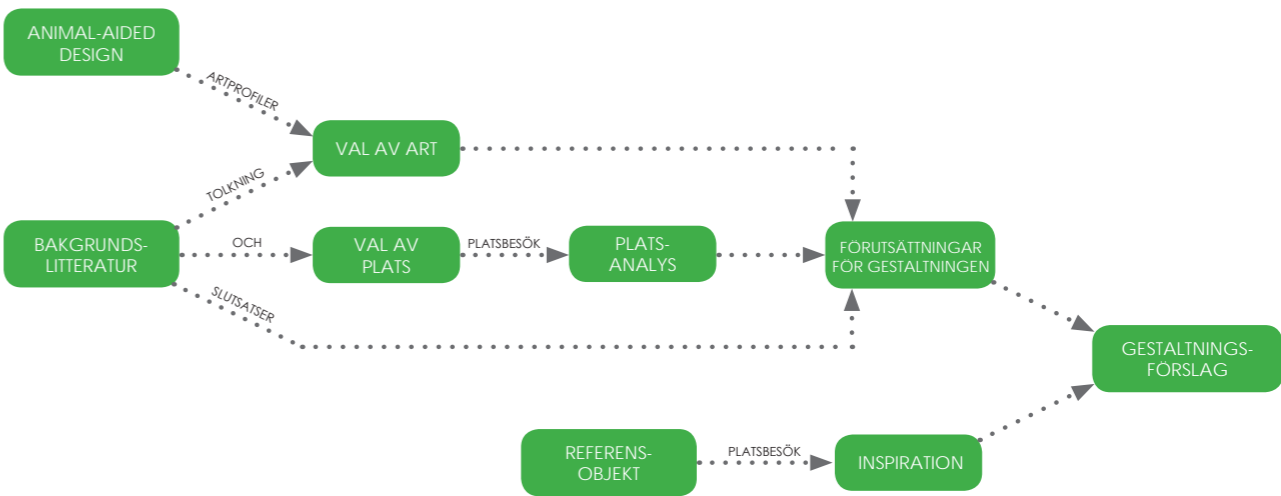 ANIMAL-AIDED
DESIGN
ARTPROFILER
VAL AV ART
TOLKNING
BAKGRUNDS-
LITTERATUR
OCH
VAL AV
PLATS
PLATSBESÖK
PLATS-
ANALYS
FÖRUTSÄTTNINGAR
FÖR GESTALTNINGEN
SLUTSATSER
GESTALTNINGS-
FÖRSLAG
REFERENS-
OBJEKT
PLATSBESÖK
INSPIRATION